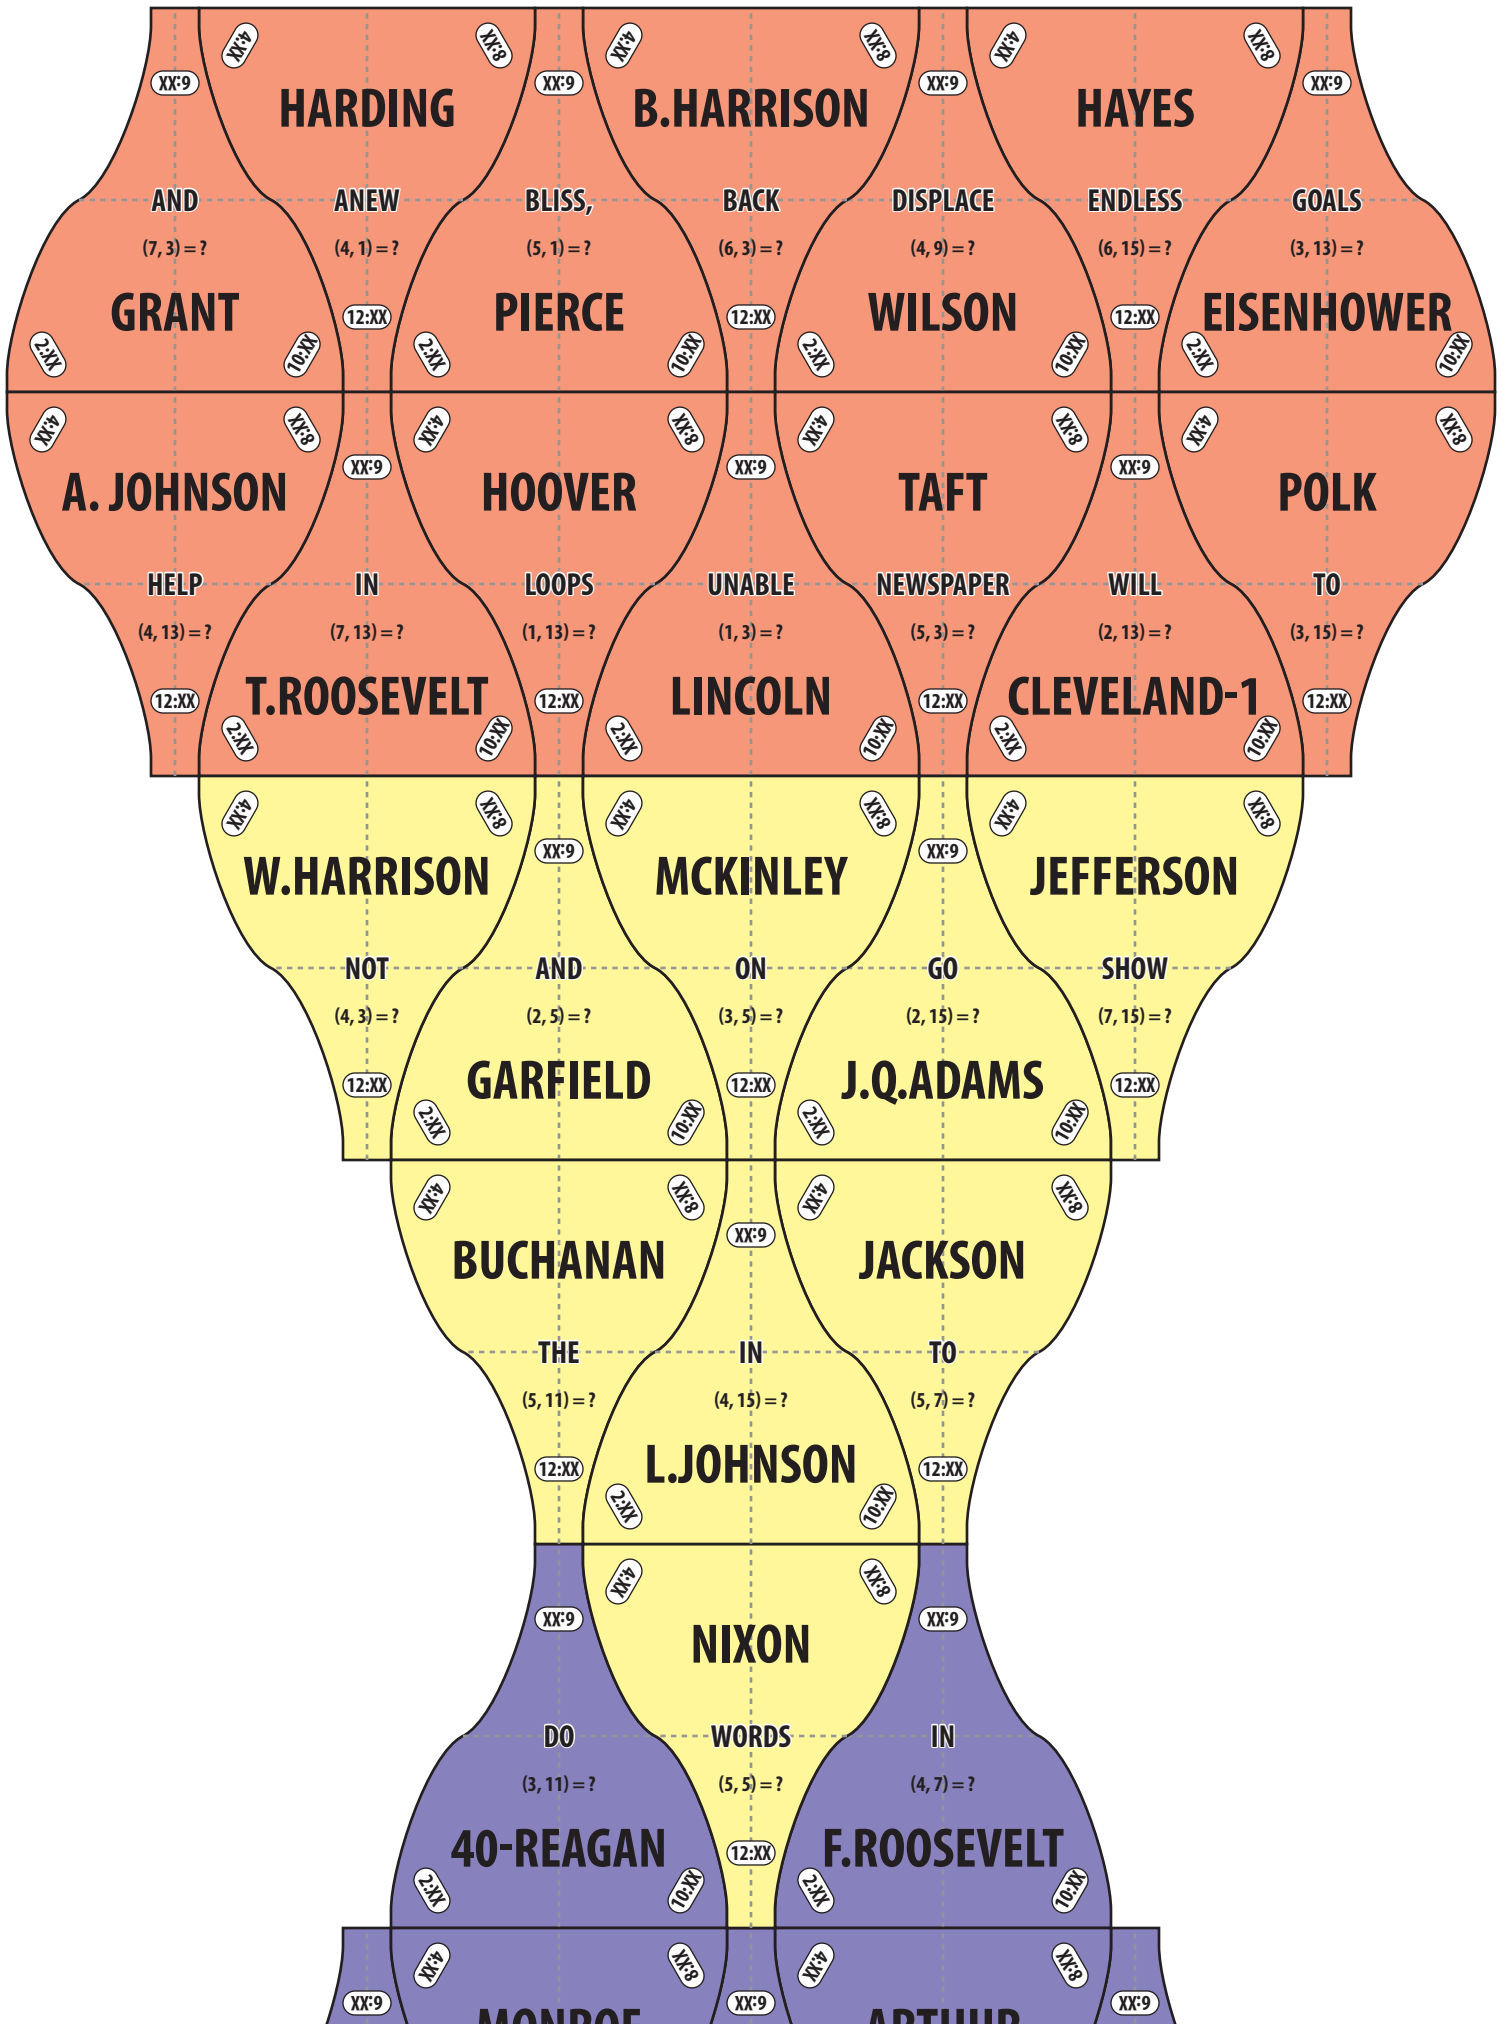 4:XX 8:XX 4:XX 8:XX 4:XX 8:XX
XX:9 XX:9 XX:9 XX:9
HARDING B.HARRISON HAYES
AND ANEW BLISS, BACK DISPLACE ENDLESS GOALS
(7, 3) = ? (4, 1) = ? (5, 1) = ? (6, 3) = ? (4, 9) = ? (6, 15) = ? (3, 13) = ?
GRANT PIERCE WILSON EISENHOWER
12:XX 12:XX 12:XX
2:XX 10:XX 2:XX 10:XX 2:XX 10:XX 2:XX 10:XX
4:XX 8:XX 4:XX 8:XX 4:XX 8:XX 4:XX 8:XX
XX:9 XX:9 XX:9
A. JOHNSON HOOVER TAFT POLK
HELP IN LOOPS UNABLE NEWSPAPER WILL TO
(4, 13) = ? (7, 13) = ? (1, 13) = ? (1, 3) = ? (5, 3) = ? (2, 13) = ? (3, 15) = ?
T.ROOSEVELT LINCOLN CLEVELAND-1
12:XX 12:XX 12:XX 12:XX
2:XX 10:XX 2:XX 10:XX 2:XX 10:XX
4:XX 8:XX 4:XX 8:XX 4:XX 8:XX
XX:9 XX:9
W.HARRISON MCKINLEY JEFFERSON
NOT AND ON GO SHOW
(4, 3) = ? (2, 5) = ? (3, 5) = ? (2, 15) = ? (7, 15) = ?
GARFIELD J.Q.ADAMS
12:XX 12:XX 12:XX
2:XX 10:XX 2:XX 10:XX
4:XX 8:XX 4:XX 8:XX
XX:9
BUCHANAN JACKSON
THE IN TO
(5, 11) = ? (4, 15) = ? (5, 7) = ?
L.JOHNSON
12:XX 12:XX
2:XX 10:XX
4:XX 8:XX
XX:9 XX:9
NIXON
DO WORDS IN
(3, 11) = ? (5, 5) = ? (4, 7) = ?
40-REAGAN F.ROOSEVELT
12:XX
2:XX 10:XX 2:XX 10:XX
4:XX 8:XX 4:XX 8:XX
XX:9 XX:9 XX:9
MONROE ARTHUR